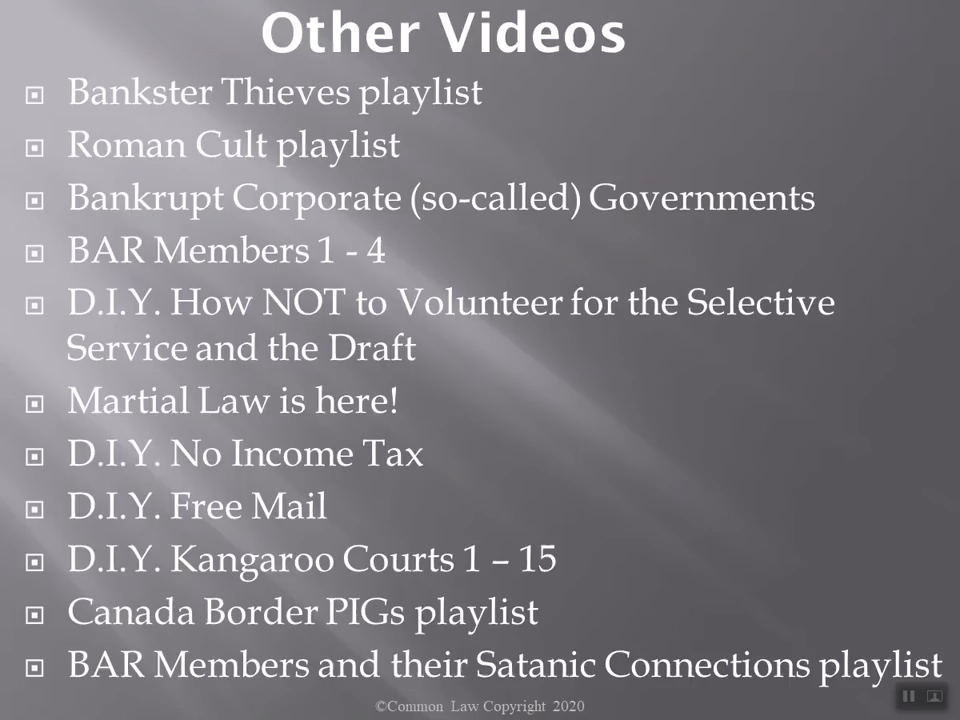 Other Videos
Bankster Thieves playlist
Roman Cult playlist
Bankrupt Corporate (so-called) Governments
BAR Members 1 - 4
D.I.Y. How NOT to Volunteer for the Selective
Service and the Draft
Martial Law is here!
D.I.Y. No Income Tax
D.I.Y. Free Mail
D.I.Y. Kangaroo Courts 1 – 15
Canada Border PIGs playlist
BAR Members and their Satanic Connections playlist
©Common Law Copyright 2020